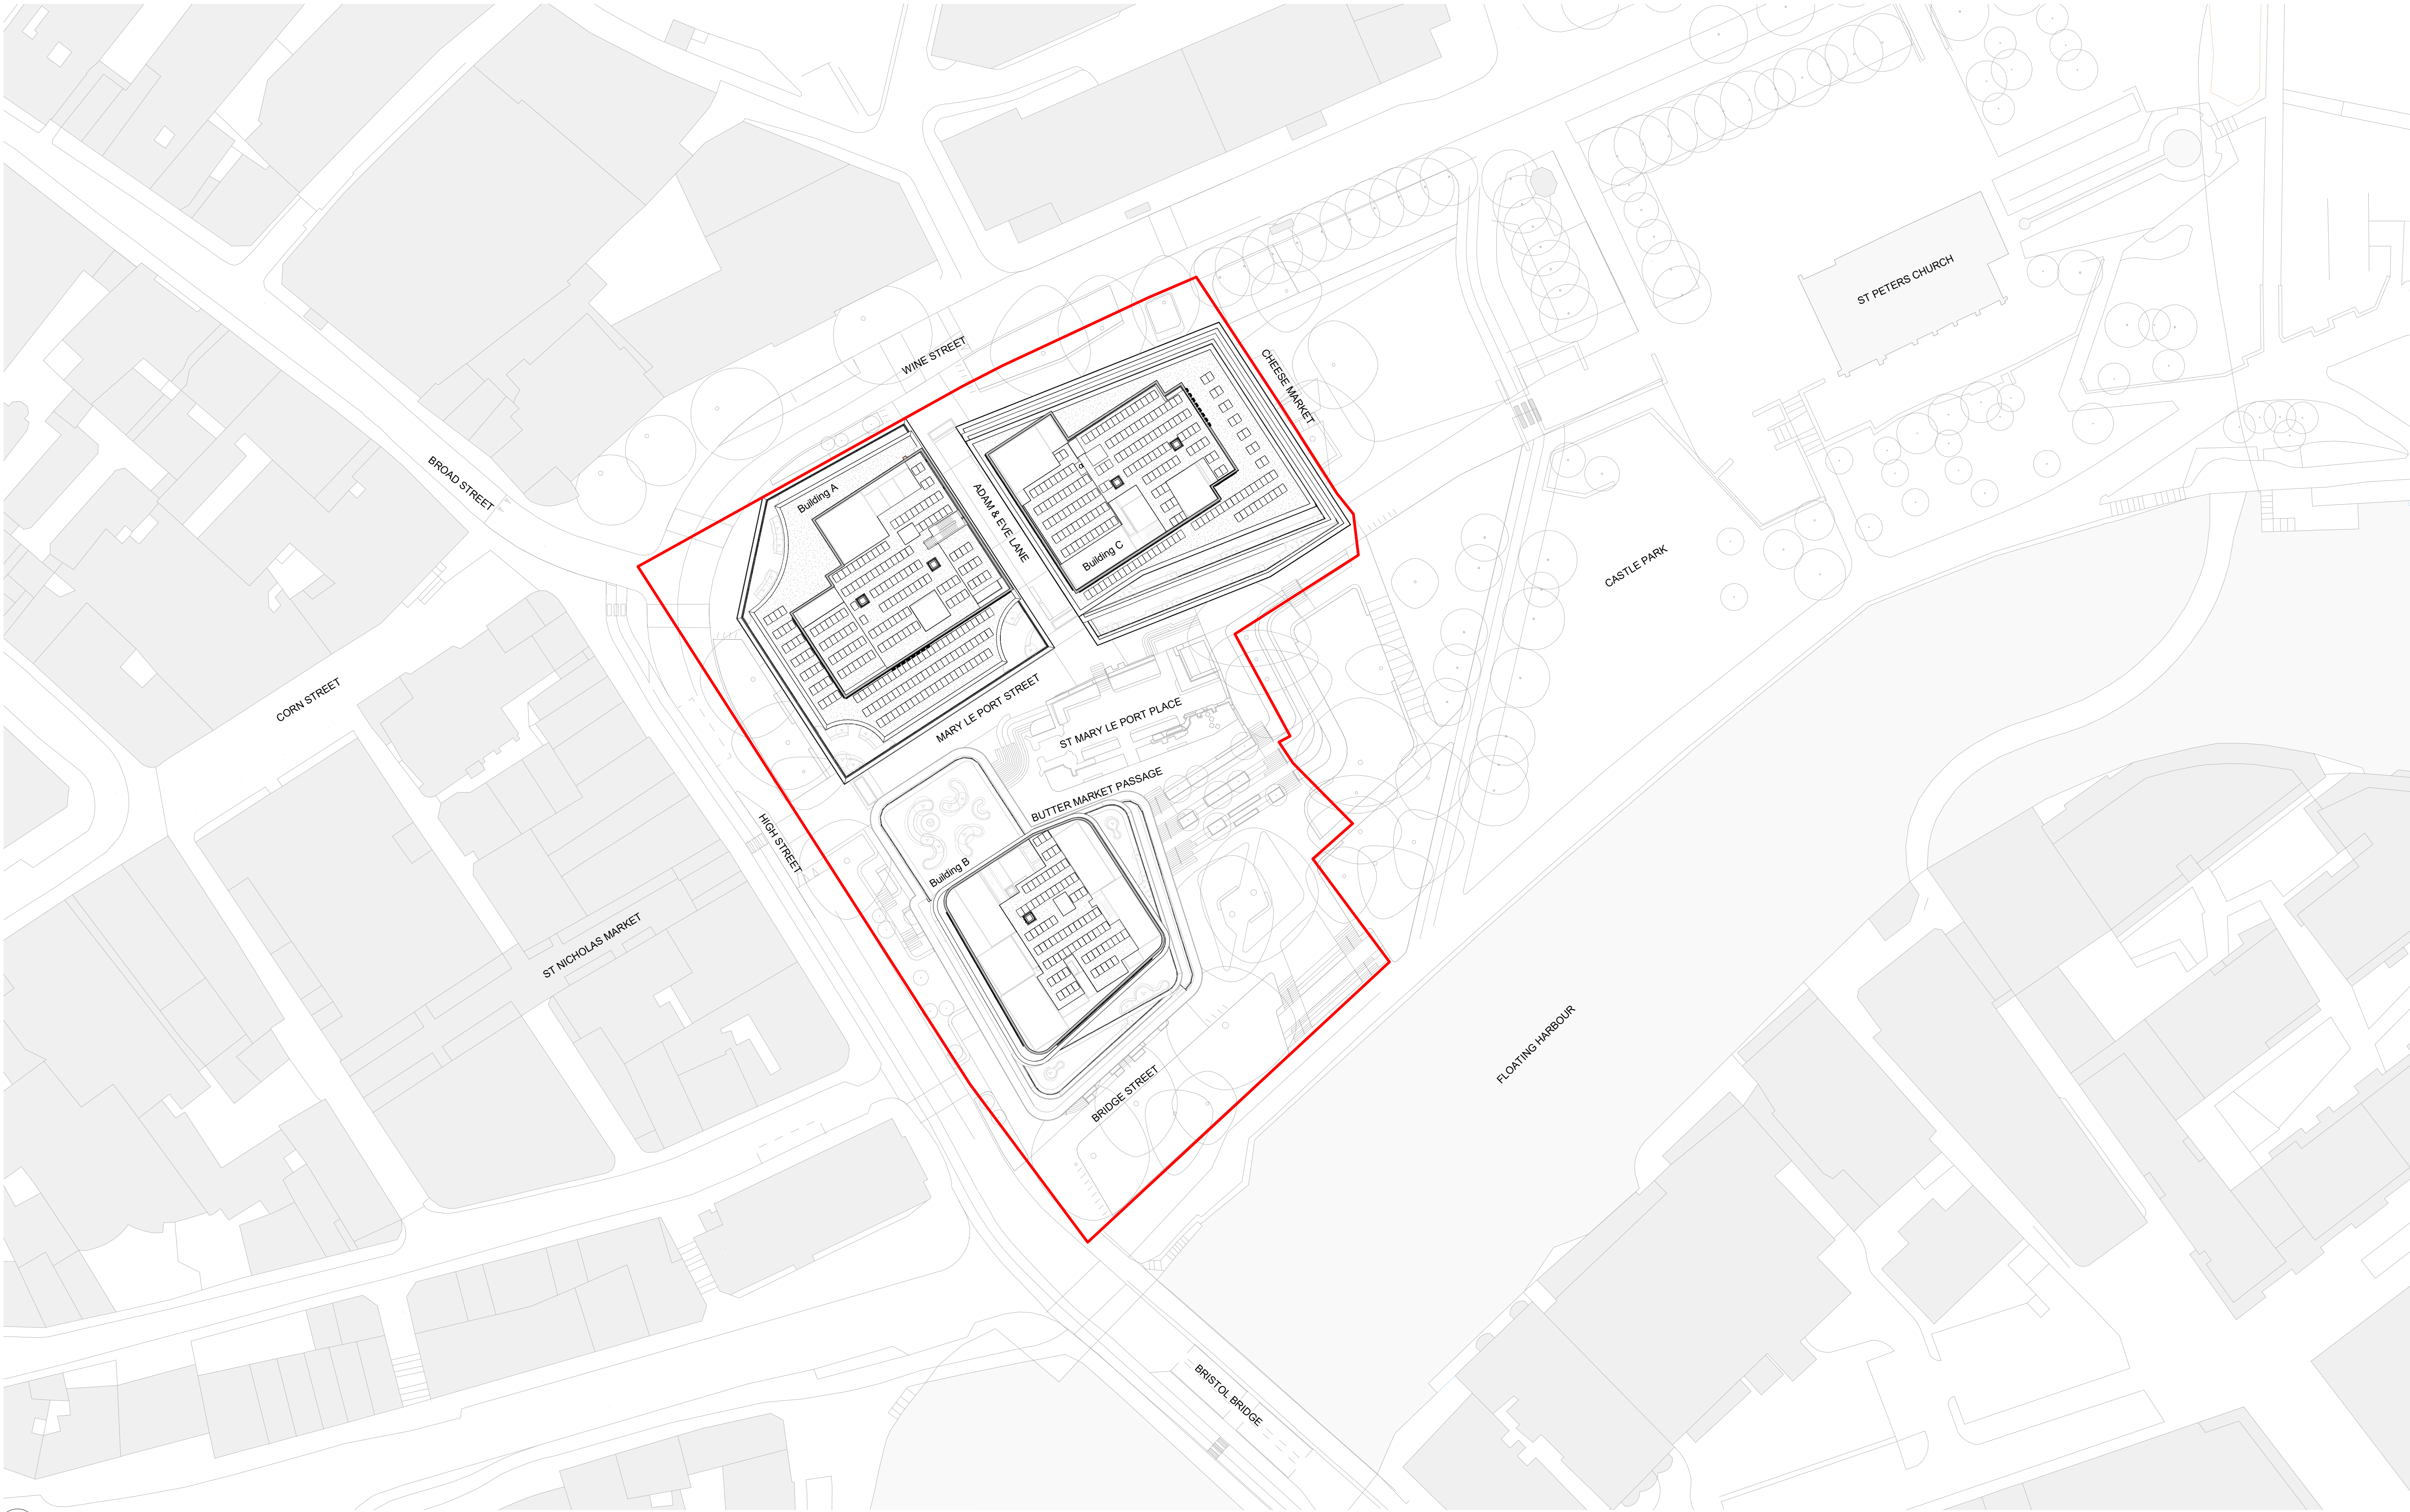 ST PETERS CHURCH
WINE STREET
CHEESE MARKET
BROAD STREET
Building A
ADAM & EVE LANE
Building C
CASTLE PARK
CORN STREET
MARY LE PORT STREET
ST MARY LE PORT PLACE
BUTTER MARKET PASSAGE
HIGH STREET
Building B
ST NICHOLAS MARKET
FLOATING HARBOUR
BRIDGE STREET
BRISTOL BRIDGE